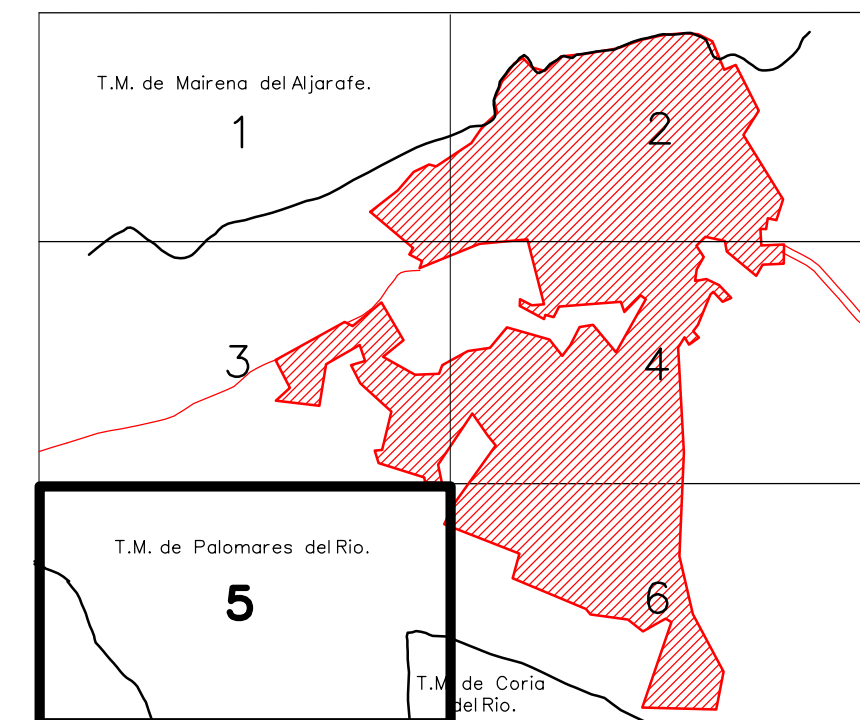 T.M. de Mairena del Aljarafe.
1
2
3
4
T.M. de Palomares del Rio.
5
6
T.M. de Coria
del Rio.